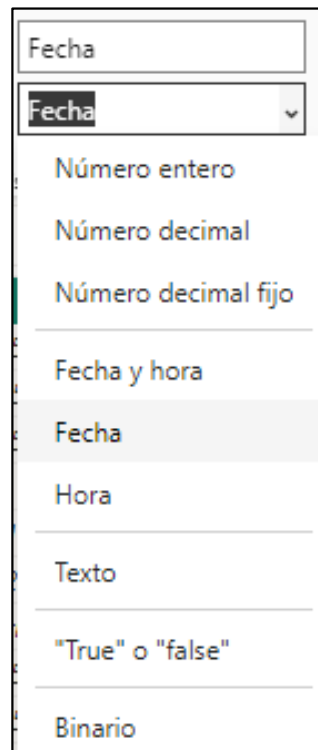 Fecha
Fecha
Número entero
Número decimal
Número decimal fijo
Fecha y hora
Fecha
Hora
Texto
"True" o "false"
Binario